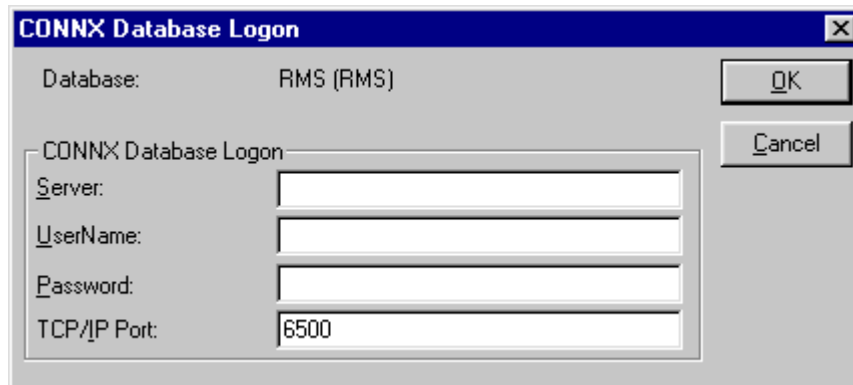 CONNX Database Logon
Database: RMS (RMS)
OK
Cancel
CONNX Database Logon
Server:
UserName:
Password:
TCP/IP Port: 6500